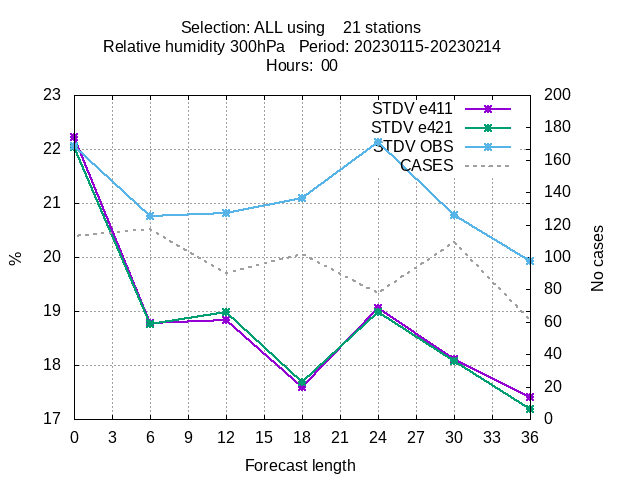 Selection: ALL using    21 stations
Relative humidity 300hPa   Period: 20230115-20230214
Hours:  00
STDV e411
STDV e421
STDV OBS
CASES
23
22
21
20
19
18
17
%
200
180
160
140
120
100
80
60
40
20
0
No cases
0 3 6 9 12 15 18 21 24 27 30 33 36
Forecast length